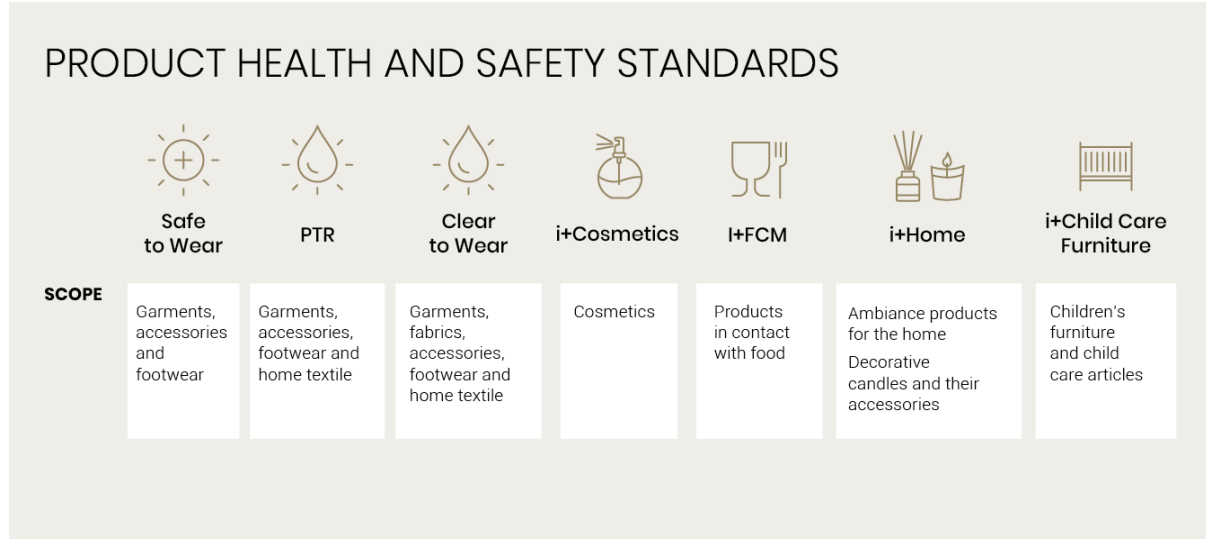 PRODUCT HEALTH AND SAFETY STANDARDS
Safe
to Wear
PTR
Clear
to Wear
i+Cosmetics
I+FCM
i+Home
i+Child Care
Furniture
SCOPE
Garments,
accessories
and
footwear
Garments,
accessories,
footwear and
home textile
Garments,
fabrics,
accessories,
footwear and
home textile
Cosmetics
Products
in contact
with food
Ambiance products
for the home
Decorative
candles and their
accessories
Children's
furniture
and child
care articles